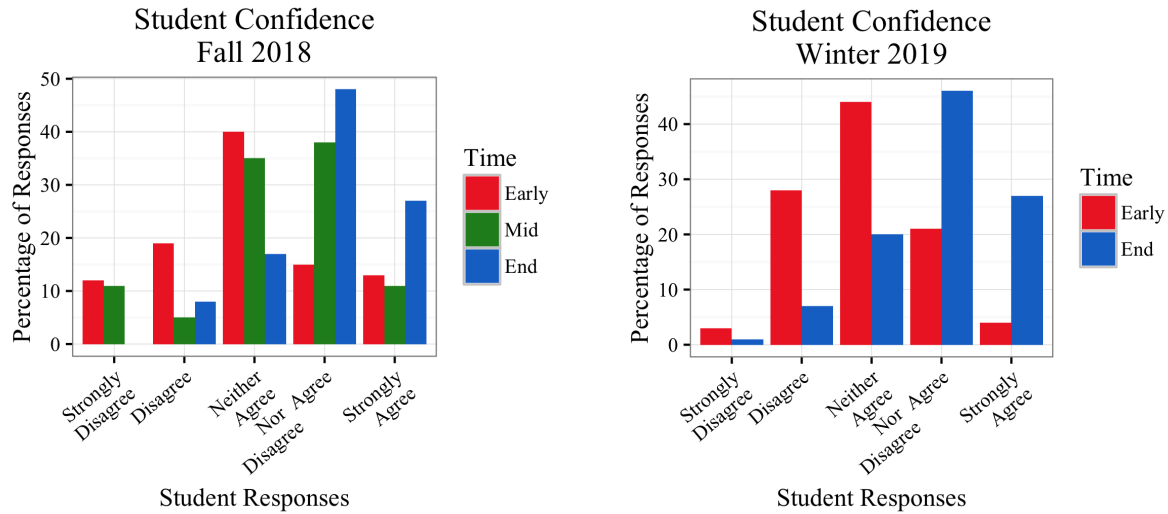 Student Confidence
Fall 2018
Percentage of Responses
50
40
30
20
10
0
Strongly
Disagree
Disagree
Neither
Agree
Nor
Disagree
Agree
Strongly
Agree
Student Responses
Time
Early
Mid
End
Student Confidence
Winter 2019
Percentage of Responses
40
30
20
10
0
Strongly
Disagree
Disagree
Neither
Agree
Nor
Disagree
Agree
Strongly
Agree
Student Responses
Time
Early
End